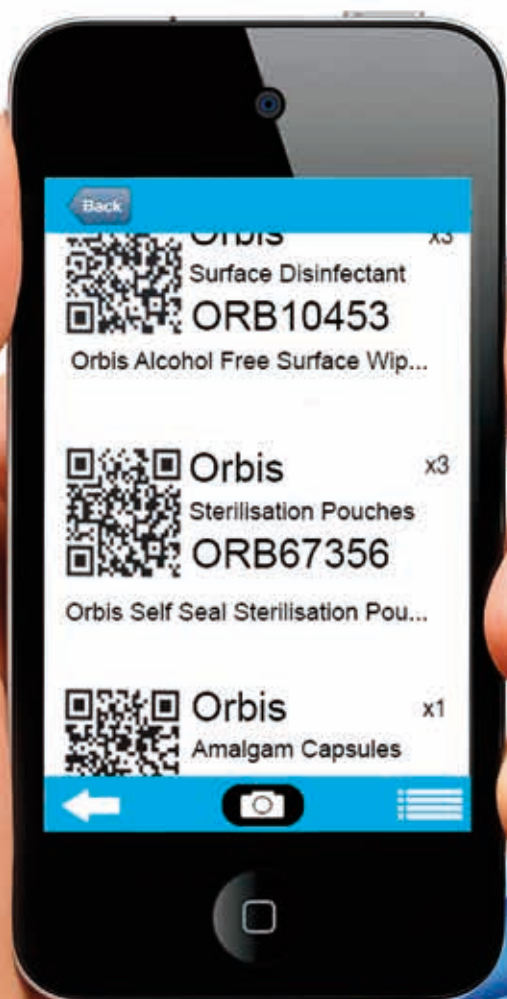 Back
Orbis x3
Surface Disinfectant
ORB10453
Orbis Alcohol Free Surface Wip...
Orbis x3
Sterilisation Pouches
ORB67356
Orbis Self Seal Sterilisation Pou...
Orbis x1
Amalgam Capsules